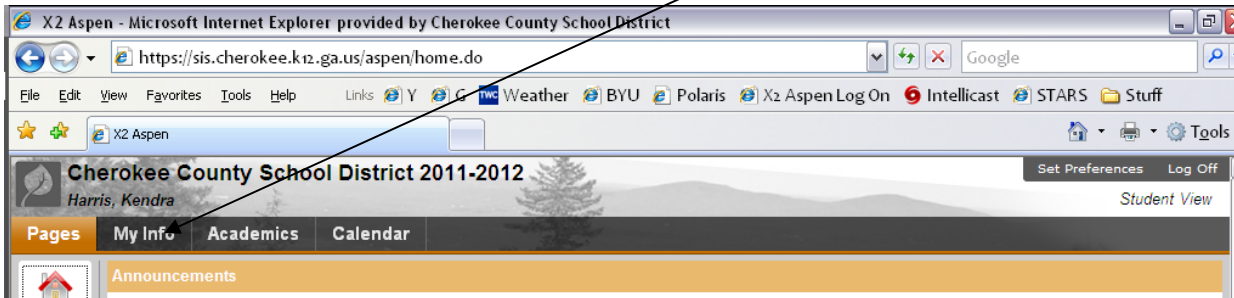 X2 Aspen - Microsoft Internet Explorer provided by Cherokee County School District
https://sis.cherokee.k12.ga.us/aspen/home.do
Google
File Edit View Favorites Tools Help Links Y G TWC Weather BYU Polaris X2 Aspen Log On Intellicast STARS Stuff
X2 Aspen
Tools
Cherokee County School District 2011-2012
Set Preferences Log Off
Harris, Kendra
Student View
Pages My Info Academics Calendar
Announcements